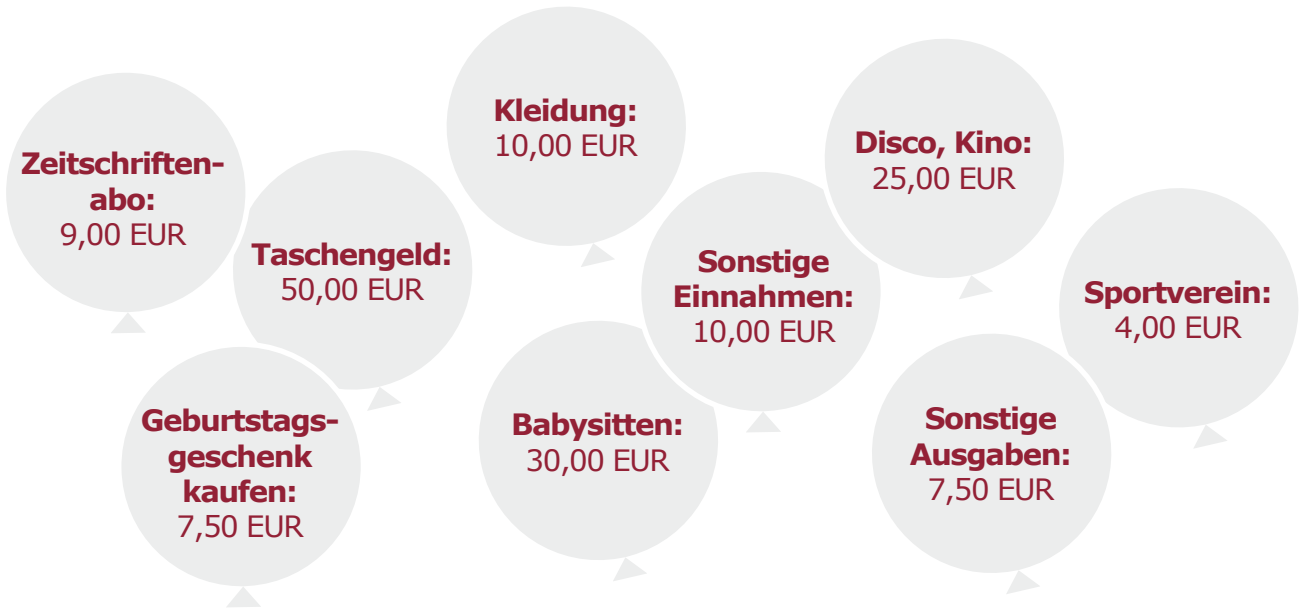 Zeitschriften-
abo:
9,00 EUR
Taschengeld:
50,00 EUR
Kleidung:
10,00 EUR
Sonstige
Einnahmen:
10,00 EUR
Disco, Kino:
25,00 EUR
Sportverein:
4,00 EUR
Geburtstags-
geschenk
kaufen:
7,50 EUR
Babysitten:
30,00 EUR
Sonstige
Ausgaben:
7,50 EUR